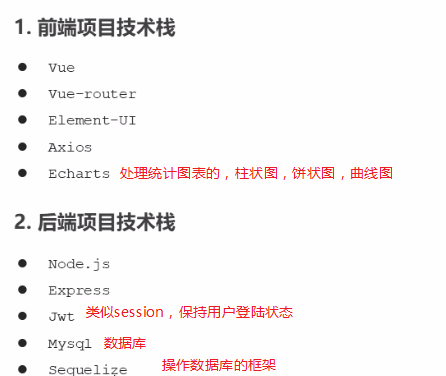 1. 前端项目技术栈
● Vue
● Vue-router
● Element-UI
● Axios
● Echarts 处理统计图表的，柱状图，饼状图，曲线图
2. 后端项目技术栈
● Node.js
● Express
● Jwt 类似session，保持用户登陆状态
● Mysql 数据库
● Sequelize 操作数据库的框架